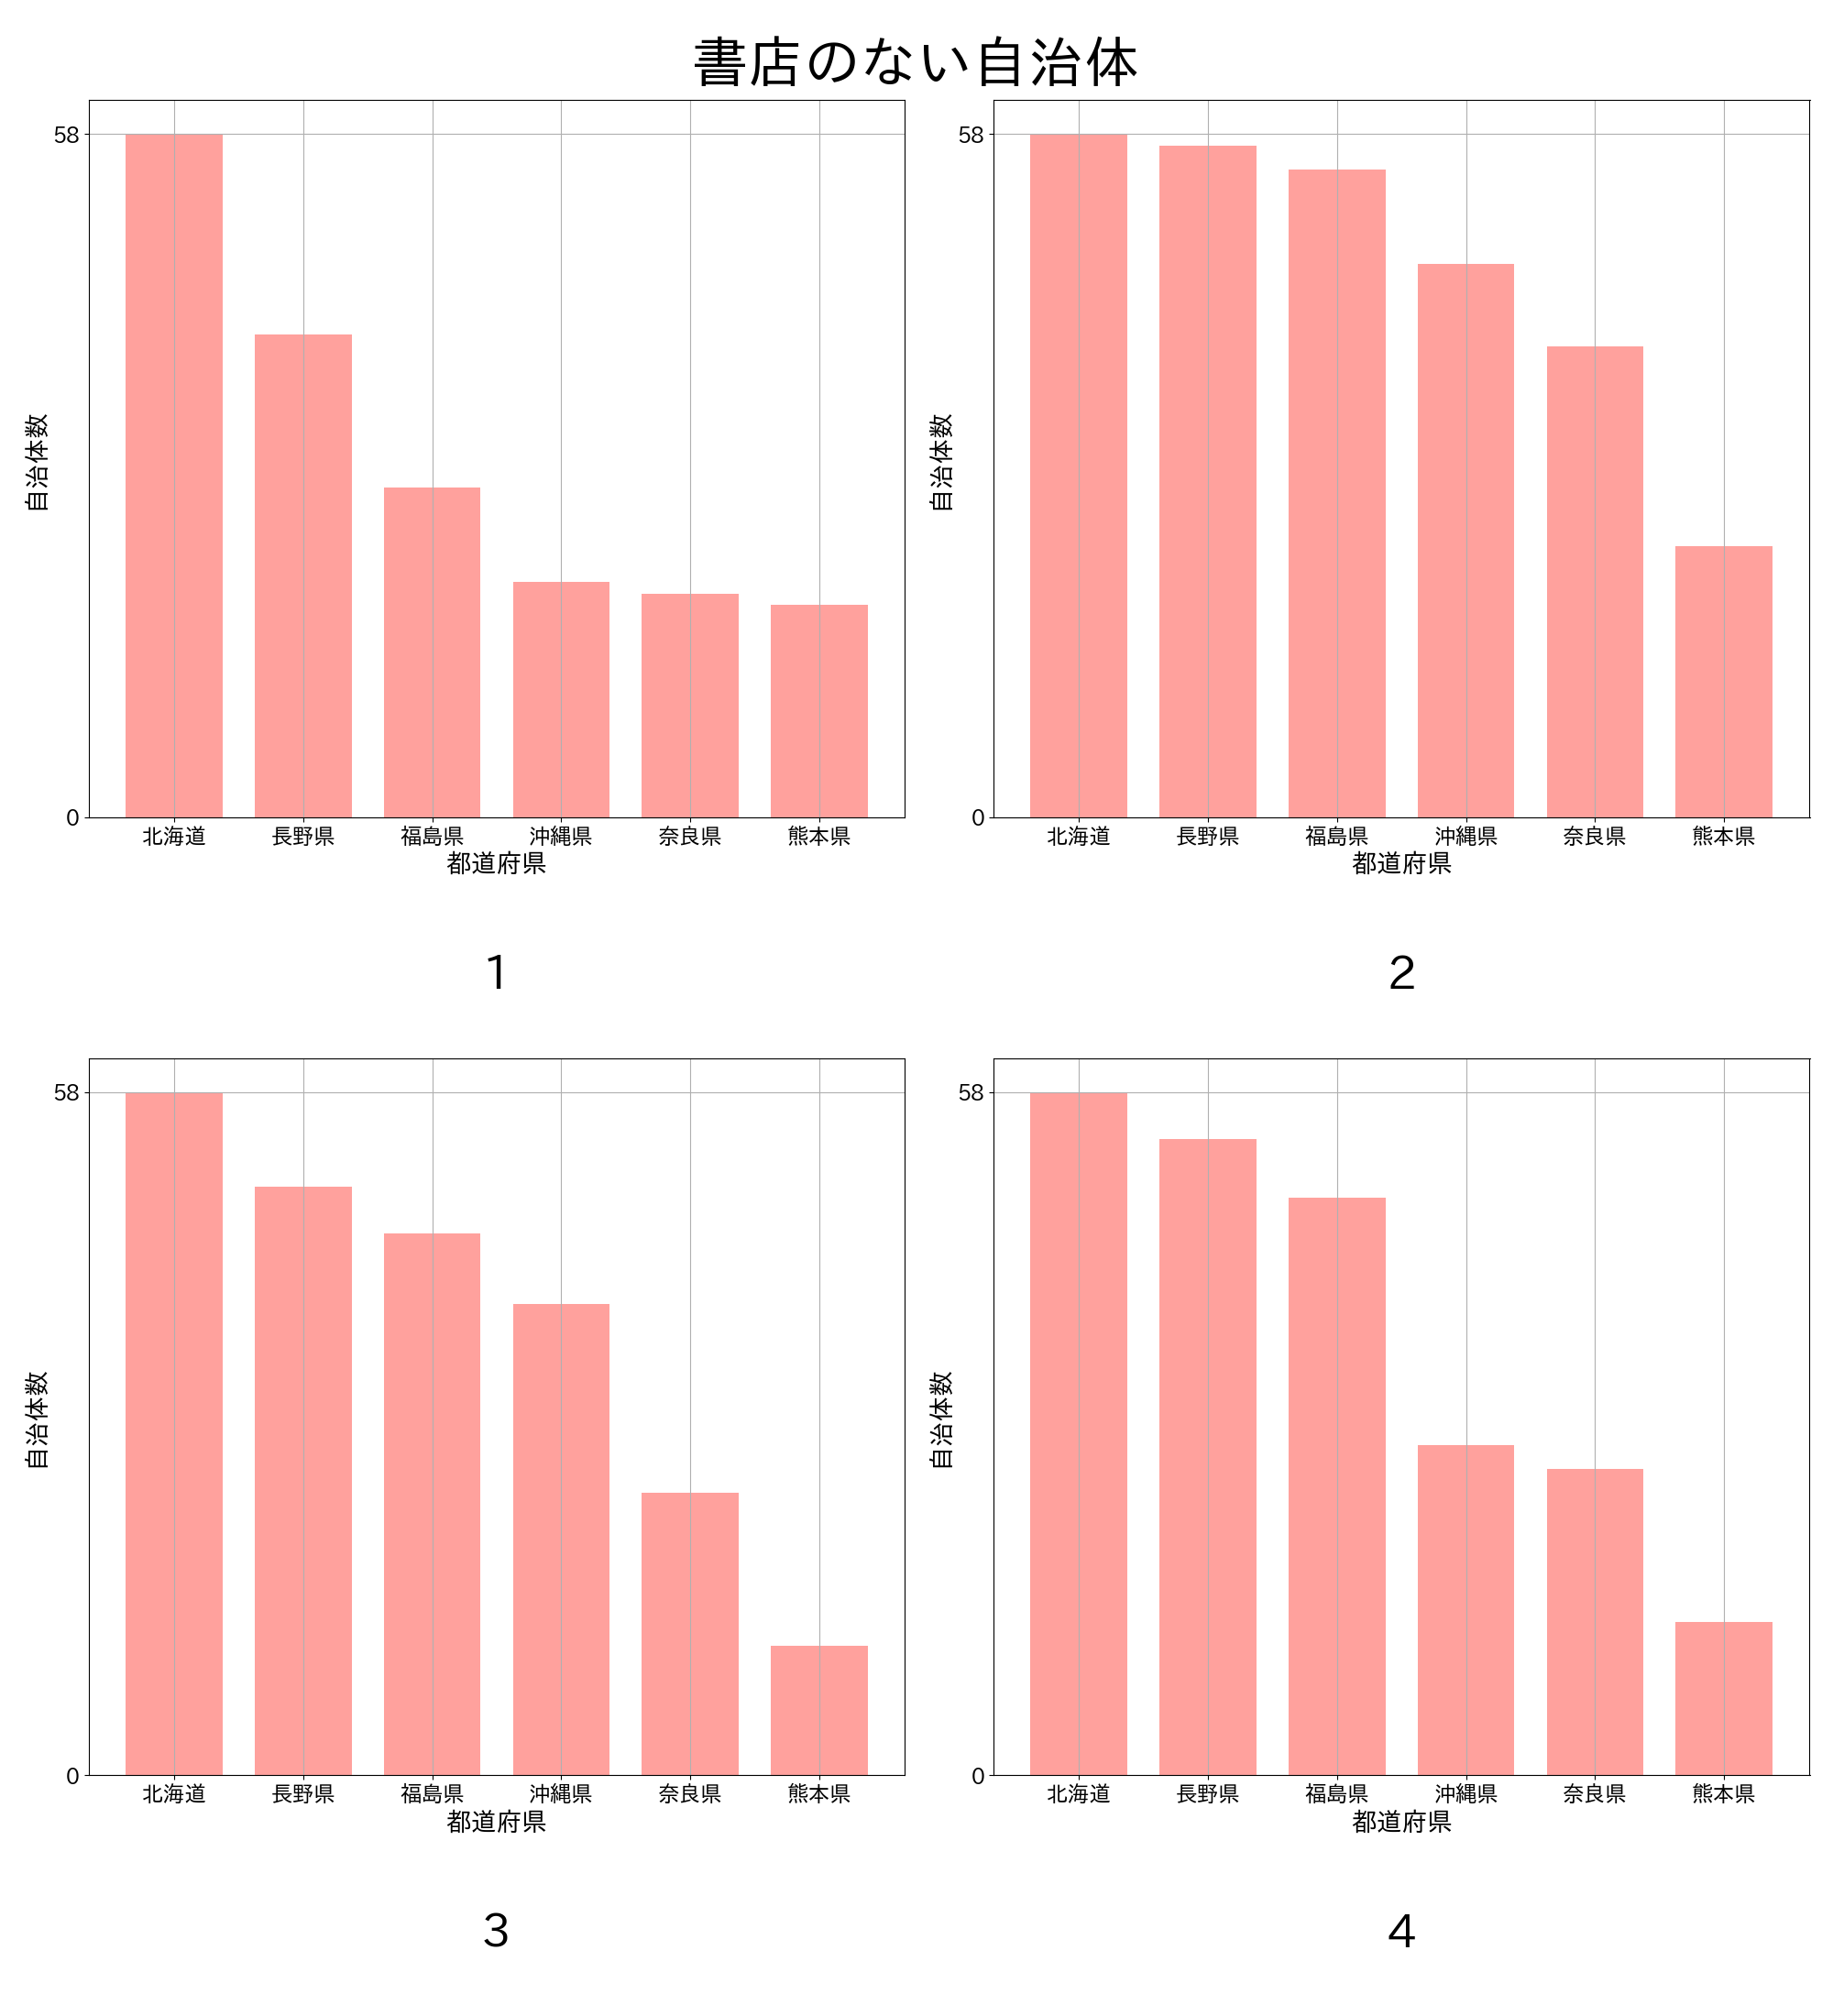 書店のない自治体
58
0
自治体数
北海道 長野県 福島県 沖縄県 奈良県 熊本県
都道府県
1
58
0
自治体数
北海道 長野県 福島県 沖縄県 奈良県 熊本県
都道府県
2
58
0
自治体数
北海道 長野県 福島県 沖縄県 奈良県 熊本県
都道府県
3
58
0
自治体数
北海道 長野県 福島県 沖縄県 奈良県 熊本県
都道府県
4